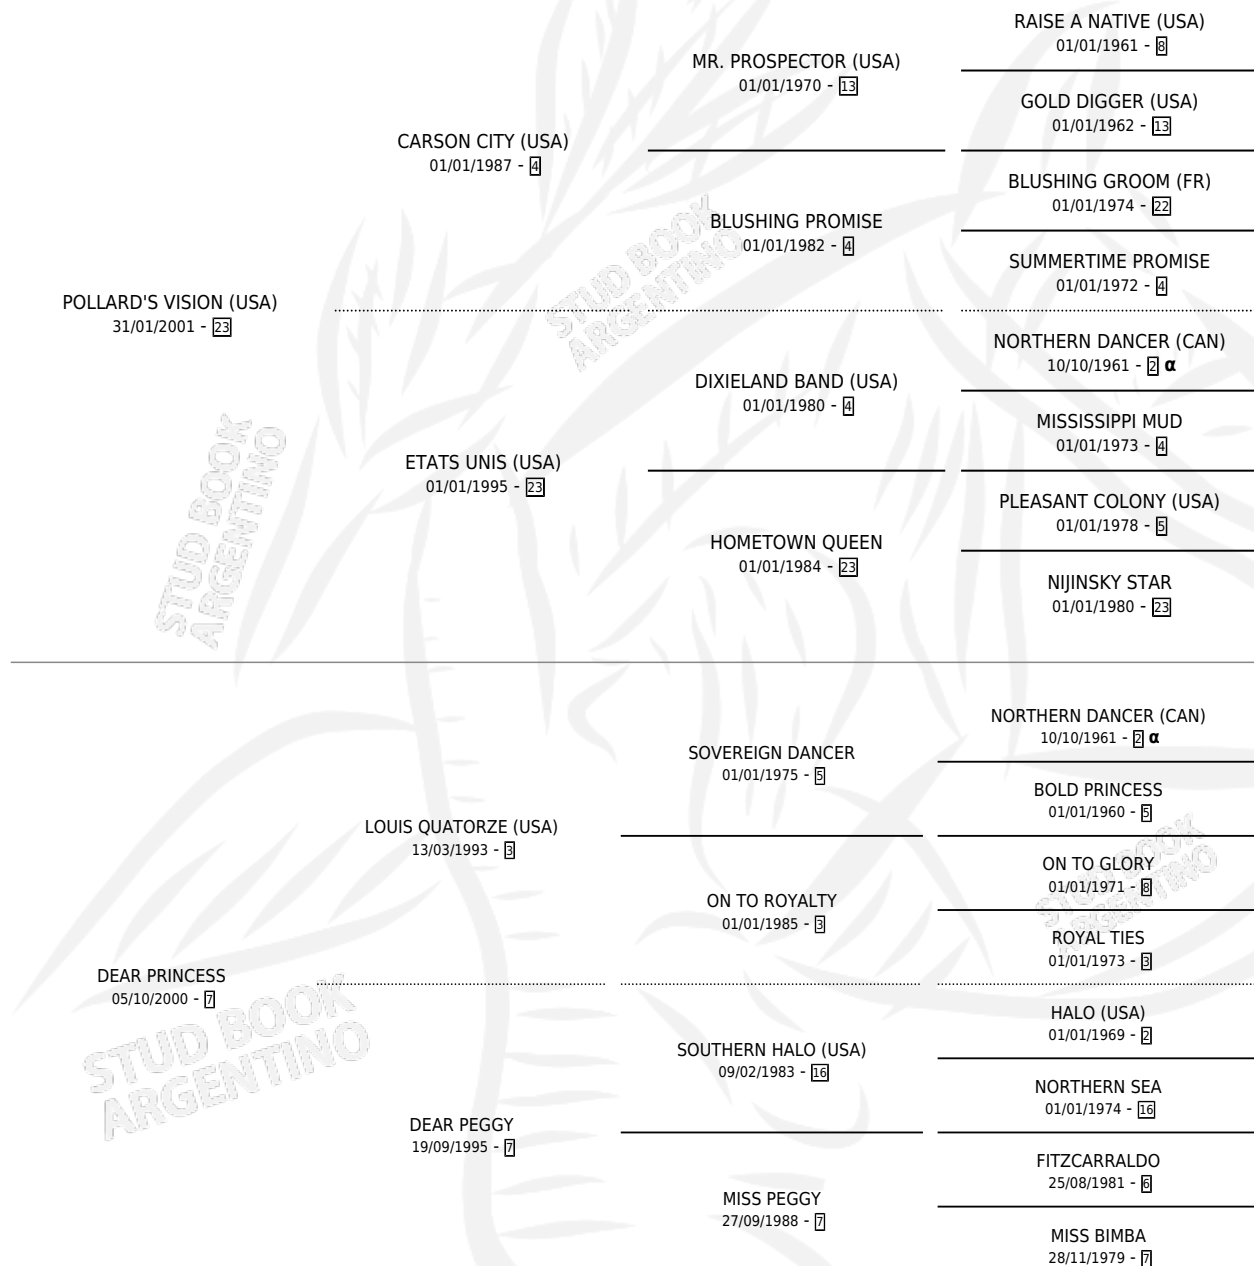 RAISE A NATIVE (USA)
01/01/1961 - 8
MR. PROSPECTOR (USA)
01/01/1970 - 13
GOLD DIGGER (USA)
01/01/1962 - 13
CARSON CITY (USA)
01/01/1987 - 4
BLUSHING GROOM (FR)
01/01/1974 - 22
BLUSHING PROMISE
01/01/1982 - 4
SUMMERTIME PROMISE
01/01/1972 - 4
POLLARD'S VISION (USA)
31/01/2001 - 23
STUD BOOK
ARGENTINO
NORTHERN DANCER (CAN)
10/10/1961 - 2 α
DIXIELAND BAND (USA)
01/01/1980 - 4
MISSISSIPPI MUD
01/01/1973 - 4
ETATS UNIS (USA)
01/01/1995 - 23
PLEASANT COLONY (USA)
01/01/1978 - 5
HOMETOWN QUEEN
01/01/1984 - 23
NIJINSKY STAR
01/01/1980 - 23
STUD BOOK
ARGENTINO
NORTHERN DANCER (CAN)
10/10/1961 - 2 α
SOVEREIGN DANCER
01/01/1975 - 5
BOLD PRINCESS
01/01/1960 - 5
LOUIS QUATORZE (USA)
13/03/1993 - 3
ON TO GLORY
01/01/1971 - 8
ON TO ROYALTY
01/01/1985 - 3
ROYAL TIES
01/01/1973 - 3
STUD BOOK
ARGENTINO
DEAR PRINCESS
05/10/2000 - 7
HALO (USA)
01/01/1969 - 2
SOUTHERN HALO (USA)
09/02/1983 - 16
NORTHERN SEA
01/01/1974 - 16
STUD BOOK
ARGENTINO
DEAR PEGGY
19/09/1995 - 7
FITZCARRALDO
25/08/1981 - 6
MISS PEGGY
27/09/1988 - 7
MISS BIMBA
28/11/1979 - 7